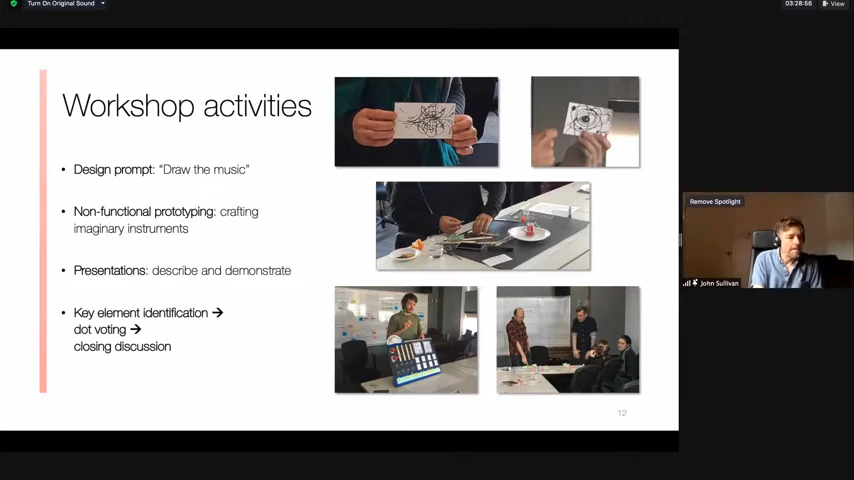 Turn On Original Sound
03:28:56
View
Workshop activities
• Design prompt: “Draw the music”
• Non-functional prototyping: crafting
imaginary instruments
• Presentations: describe and demonstrate
• Key element identification →
dot voting →
closing discussion
12
Remove Spotlight
John Sullivan